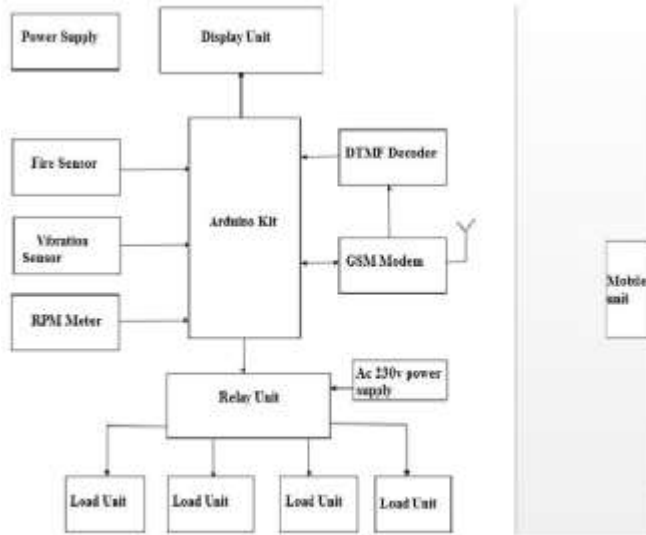 Power Supply
Display Unit
Fire Sensor
DTMF Decoder
Arduino Kit
Vibration
Sensor
GSM Modem
Mobile
unit
RPM Meter
Ac 230v power
supply
Relay Unit
Load Unit
Load Unit
Load Unit
Load Unit